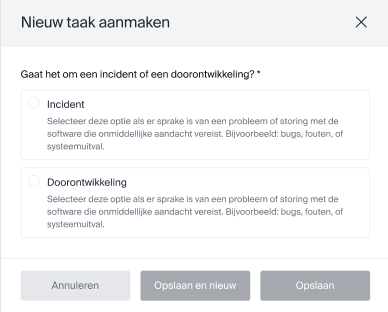 Nieuw taak aanmaken
Gaat het om een incident of een doorontwikkeling? *
Incident
Selecteer deze optie als er sprake is van een probleem of storing met de
software die onmiddellijke aandacht vereist. Bijvoorbeeld: bugs, fouten, of
systeemuitval.
Doorontwikkeling
Selecteer deze optie als er sprake is van een probleem of storing met de
software die onmiddellijke aandacht vereist. Bijvoorbeeld: bugs, fouten, of
systeemuitval.
Annuleren
Opslaan en nieuw
Opslaan